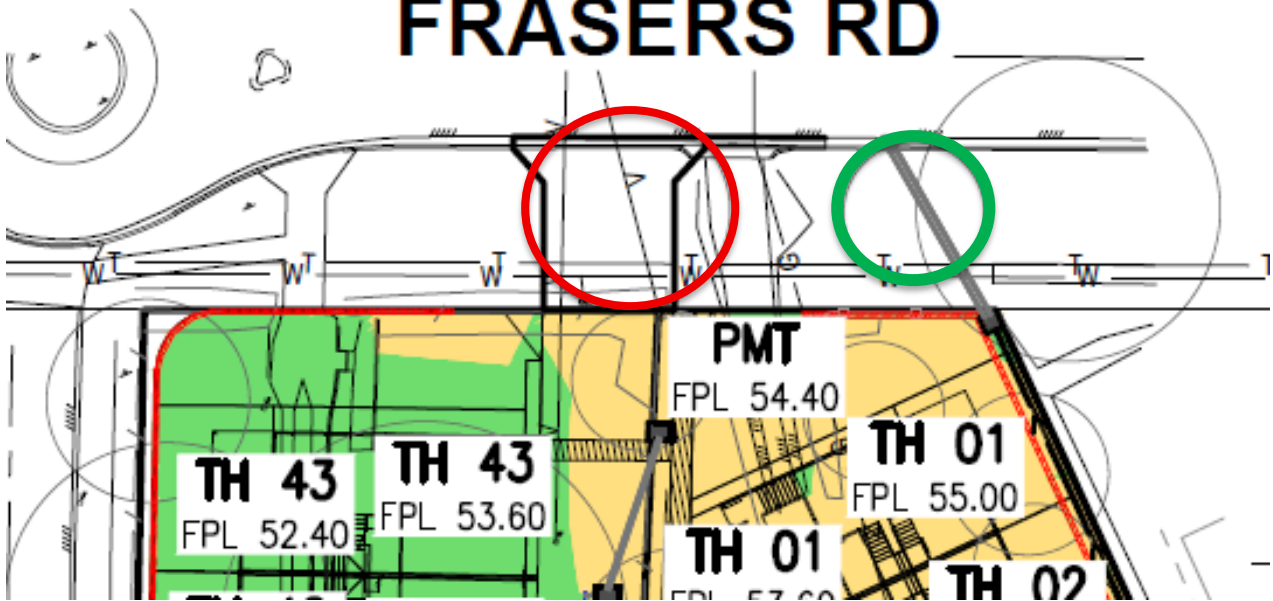 FRASERS RD
V
V
G
W T
W T
W T
W T
W T
T W
T
PMT
FPL 54.40
TH 43
FPL 52.40
TH 43
FPL 53.60
TH 01
FPL 55.00
TH 01
TH 02